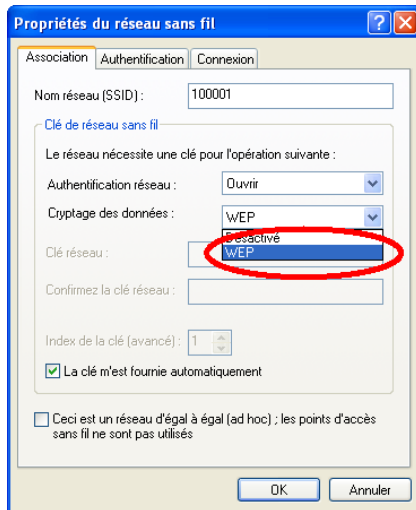 Propriétés du réseau sans fil
Association Authentification Connexion
Nom réseau (SSID) : 100001
Clé de réseau sans fil
Le réseau nécessite une clé pour l'opération suivante :
Authentification réseau : Ouvrir
Cryptage des données : WEP
Désactivé
WEP
Clé réseau :
Confirmez la clé réseau :
Index de la clé (avancé) : 1
La clé m'est fournie automatiquement
Ceci est un réseau d'égal à égal (ad hoc) ; les points d'accès
sans fil ne sont pas utilisés
OK Annuler